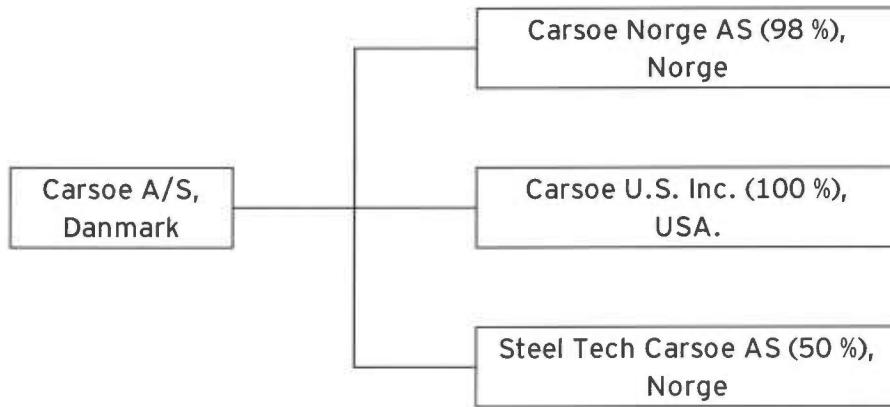 Carsoe A/S,
Danmark
Carsoe Norge AS (98 %),
Norge
Carsoe U.S. Inc. (100 %),
USA.
Steel Tech Carsoe AS (50 %),
Norge